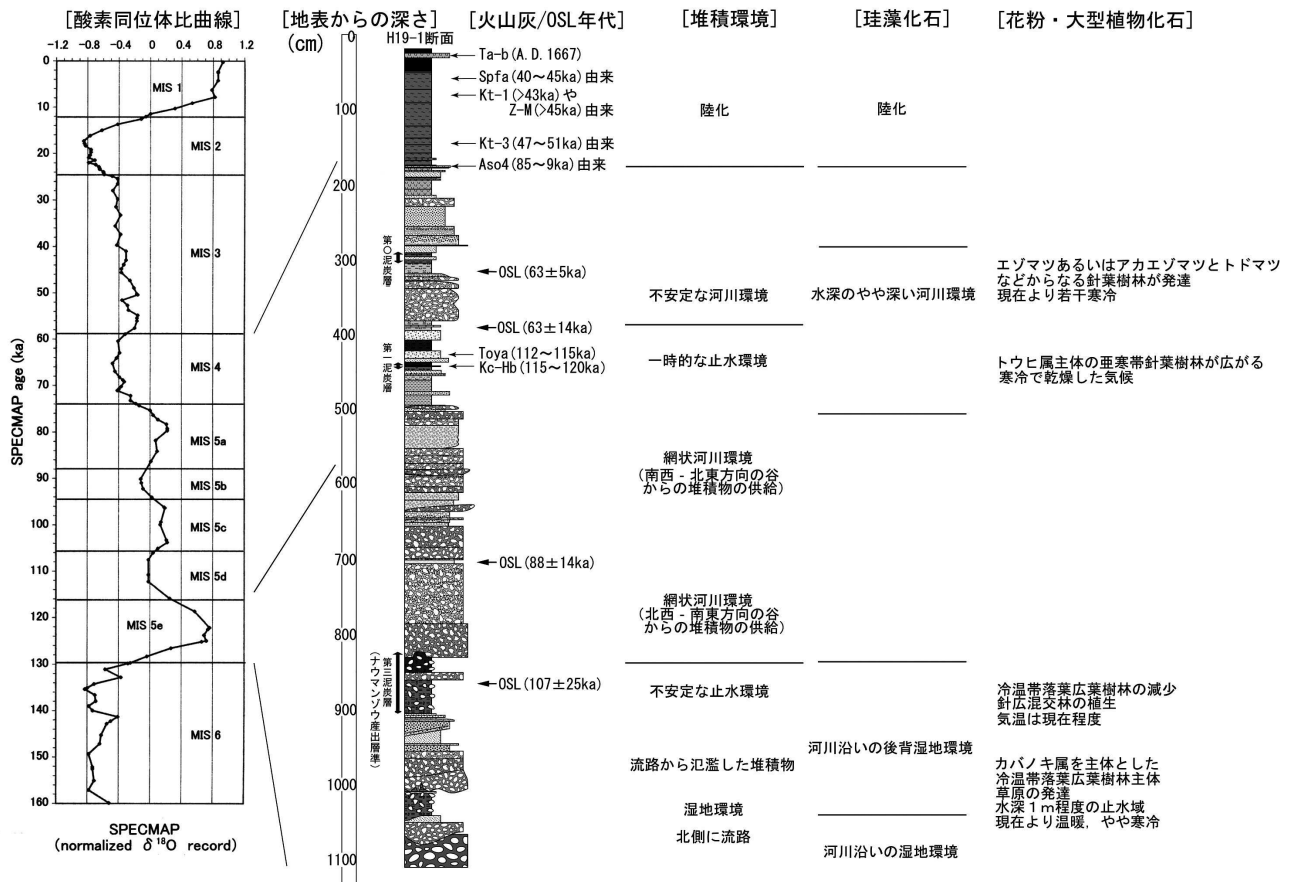 [酸素同位体比曲線]
[地表からの深さ]
(cm)
[火山灰/OSL年代]
[堆積環境]
[珪藻化石]
[花粉・大型植物化石]
-1.2 -0.8 -0.4 0 0.4 0.8 1.2
0
10
20
30
40
50
60
70
80
90
100
110
120
130
140
150
160
SPECMAP age (ka)
MIS 1
MIS 2
MIS 3
MIS 4
MIS 5a
MIS 5b
MIS 5c
MIS 5d
MIS 5e
MIS 6
SPECMAP
(normalized δ 18O record)
H19-1断面
0
100
200
300
400
500
600
700
800
900
1000
1100
第〇泥炭層
第一泥炭層
第三泥炭層
(ナウマンゾウ産出層準)
Ta-b(A.D.1667)
Spfa(40～45ka)由来
Kt-1(>43ka)や
Z-M(>45ka)由来
Kt-3(47～51ka)由来
Aso4(85～9ka)由来
OSL(63±5ka)
OSL(63±14ka)
Toya(112～115ka)
Kc-Hb(115～120ka)
OSL(88±14ka)
OSL(107±25ka)
陸化
不安定な河川環境
一時的な止水環境
網状河川環境
(南西-北東方向の谷
からの堆積物の供給)
網状河川環境
(北西-南東方向の谷
からの堆積物の供給)
不安定な止水環境
流路から氾濫した堆積物
湿地環境
北側に流路
陸化
水深のやや深い河川環境
河川沿いの後背湿地環境
河川沿いの湿地環境
エゾマツあるいはアカエゾマツとトドマツ
などからなる針葉樹林が発達
現在より若干寒冷
トウヒ属主体の亜寒帯針葉樹林が広がる
寒冷で乾燥した気候
冷温帯落葉広葉樹林の減少
針広混交林の植生
気温は現在程度
カバノキ属を主体とした
冷温帯落葉広葉樹林主体
草原の発達
水深1m程度の止水域
現在より温暖，やや寒冷